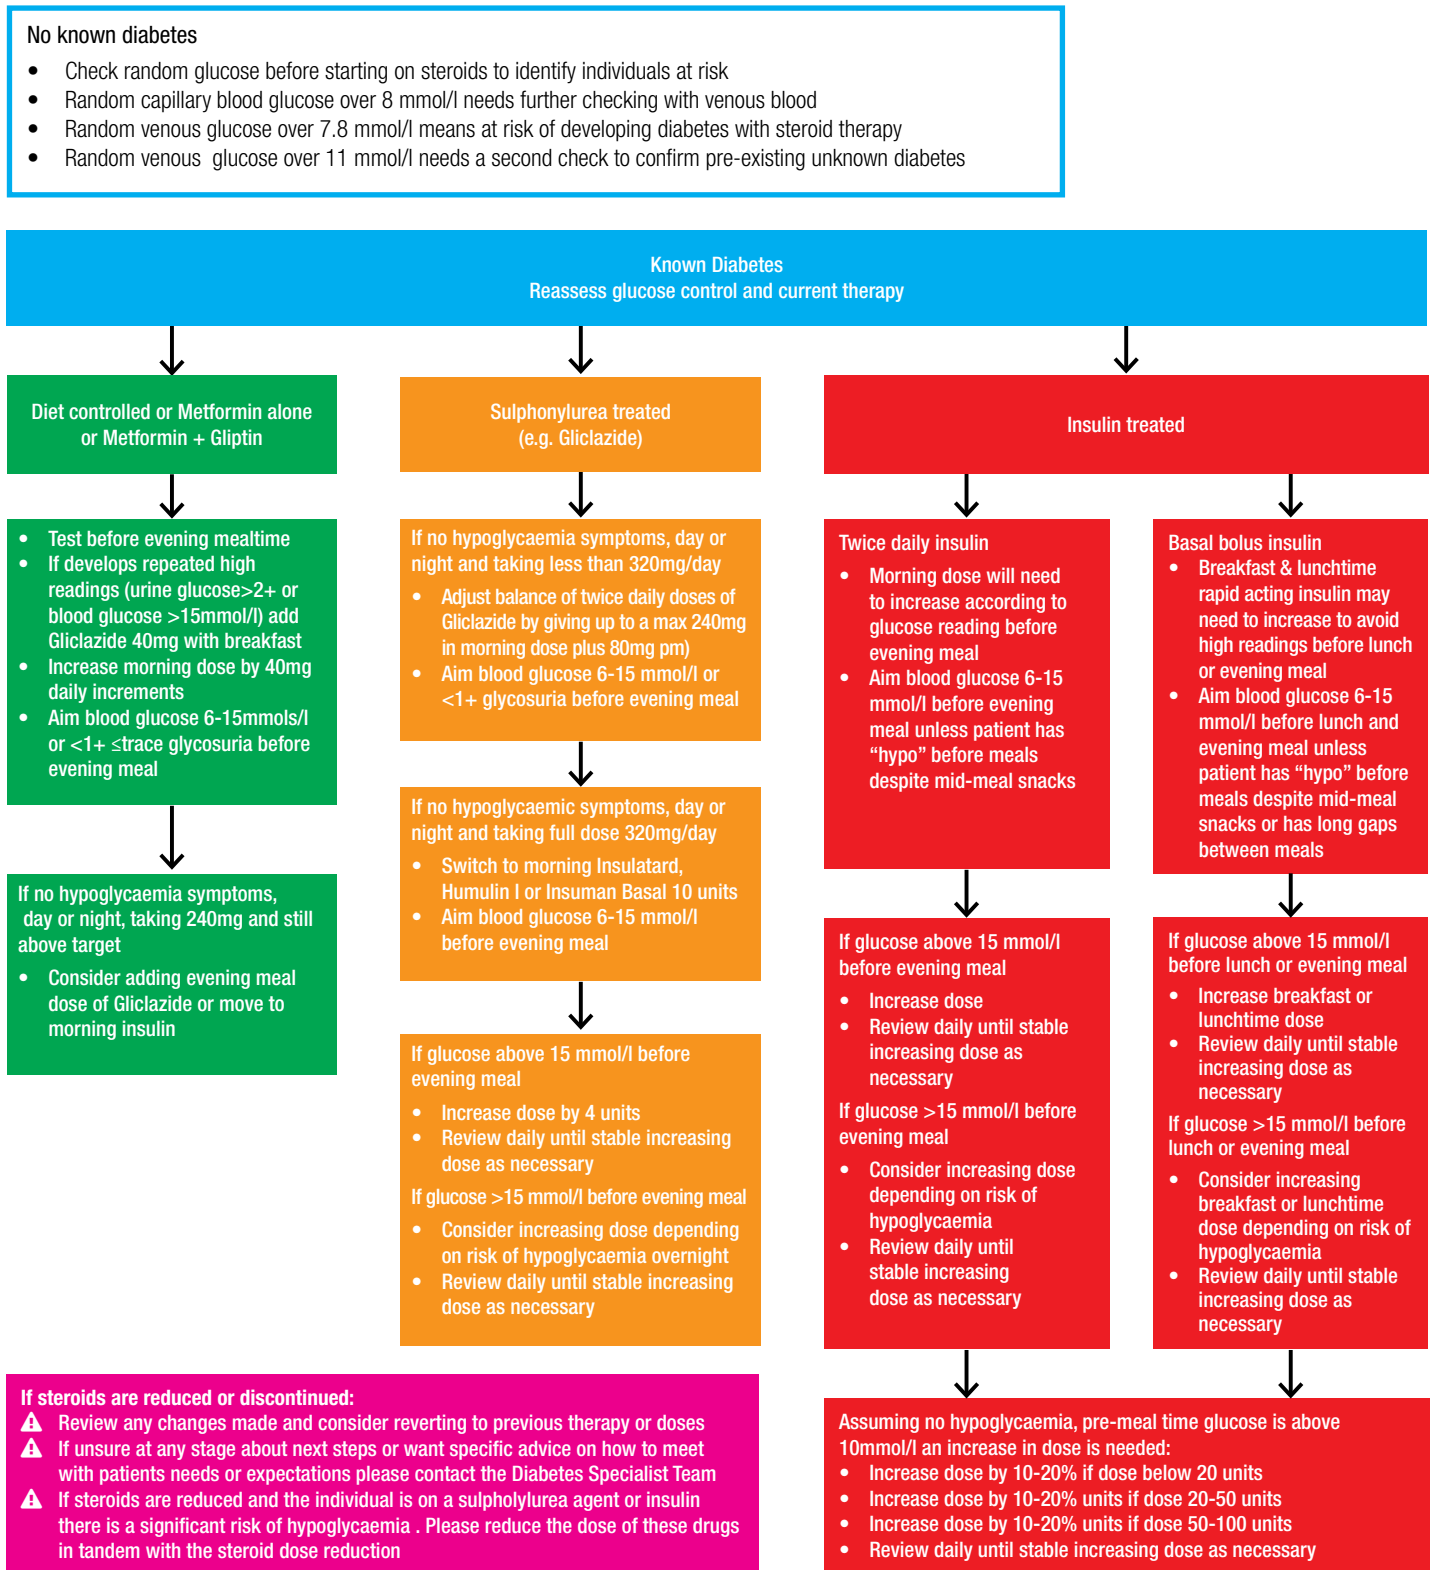 No known diabetes
• Check random glucose before starting on steroids to identify individuals at risk
• Random capillary blood glucose over 8 mmol/l needs further checking with venous blood
• Random venous glucose over 7.8 mmol/l means at risk of developing diabetes with steroid therapy
• Random venous glucose over 11 mmol/l needs a second check to confirm pre-existing unknown diabetes
Known Diabetes
Reassess glucose control and current therapy
Diet controlled or Metformin alone
or Metformin + Gliptin
• Test before evening mealtime
• If develops repeated high
readings (urine glucose>2+ or
blood glucose >15mmol/l) add
Gliclazide 40mg with breakfast
• Increase morning dose by 40mg
daily increments
• Aim blood glucose 6-15mmols/l
or <1+ ≤trace glycosuria before
evening meal
If no hypoglycaemia symptoms,
day or night, taking 240mg and still
above target
• Consider adding evening meal
dose of Gliclazide or move to
morning insulin
Sulphonylurea treated
(e.g. Gliclazide)
If no hypoglycaemia symptoms, day or
night and taking less than 320mg/day
• Adjust balance of twice daily doses of
Gliclazide by giving up to a max 240mg
in morning dose plus 80mg pm)
• Aim blood glucose 6-15 mmol/l or
<1+ glycosuria before evening meal
If no hypoglycaemic symptoms, day or
night and taking full dose 320mg/day
• Switch to morning Insulatard,
Humulin I or Insuman Basal 10 units
• Aim blood glucose 6-15 mmol/l
before evening meal
If glucose above 15 mmol/l before
evening meal
• Increase dose by 4 units
• Review daily until stable increasing
dose as necessary
If glucose >15 mmol/l before evening meal
• Consider increasing dose depending
on risk of hypoglycaemia overnight
• Review daily until stable increasing
dose as necessary
Insulin treated
Twice daily insulin
• Morning dose will need
to increase according to
glucose reading before
evening meal
• Aim blood glucose 6-15
mmol/l before evening
meal unless patient has
“hypo” before meals
despite mid-meal snacks
If glucose above 15 mmol/l
before evening meal
• Increase dose
• Review daily until stable
increasing dose as
necessary
If glucose >15 mmol/l before
evening meal
• Consider increasing dose
depending on risk of
hypoglycaemia
• Review daily until
stable increasing
dose as necessary
Basal bolus insulin
• Breakfast & lunchtime
rapid acting insulin may
need to increase to avoid
high readings before lunch
or evening meal
• Aim blood glucose 6-15
mmol/l before lunch and
evening meal unless
patient has “hypo” before
meals despite mid-meal
snacks or has long gaps
between meals
If glucose above 15 mmol/l
before lunch or evening meal
• Increase breakfast or
lunchtime dose
• Review daily until stable
increasing dose as
necessary
If glucose >15 mmol/l before
lunch or evening meal
• Consider increasing
breakfast or lunchtime
dose depending on risk of
hypoglycaemia
• Review daily until stable
increasing dose as
necessary
If steroids are reduced or discontinued:
Review any changes made and consider reverting to previous therapy or doses
If unsure at any stage about next steps or want specific advice on how to meet
with patients needs or expectations please contact the Diabetes Specialist Team
If steroids are reduced and the individual is on a sulpholylurea agent or insulin
there is a significant risk of hypoglycaemia . Please reduce the dose of these drugs
in tandem with the steroid dose reduction
Assuming no hypoglycaemia, pre-meal time glucose is above
10mmol/l an increase in dose is needed:
• Increase dose by 10-20% if dose below 20 units
• Increase dose by 10-20% units if dose 20-50 units
• Increase dose by 10-20% units if dose 50-100 units
• Review daily until stable increasing dose as necessary